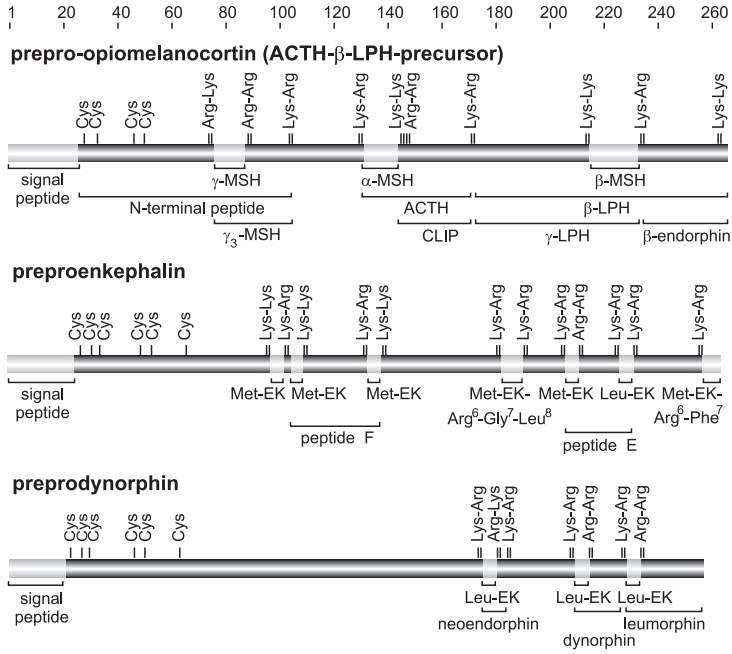 1 20 40 60 80 100 120 140 160 180 200 220 240 260
prepro-opiomelanocortin (ACTH-β-LPH-precursor)
Cys Cys Cys Cys Arg-Lys Arg-Arg Lys-Arg Lys-Arg Lys-Lys Arg-Arg Lys-Arg Lys-Lys Lys-Arg Lys-Lys
signal γ-MSH α-MSH β-MSH
peptide
N-terminal peptide ACTH β-LPH
γ3-MSH CLIP γ-LPH β-endorphin
preproenkephalin
Cys Cys Cys Cys Cys Cys Lys-Lys Lys-Arg Lys-Lys Lys-Arg Lys-Lys Lys-Arg Lys-Arg Lys-Arg Arg-Arg Lys-Arg Lys-Arg Lys-Arg
signal Met-EK Met-EK Met-EK Met-EK- Met-EK Leu-EK Met-EK-
peptide Arg⁶-Gly⁷-Leu⁸ Arg⁶-Phe⁷
peptide F peptide E
preprodynorphin
Cys Cys Cys Cys Cys Cys Lys-Arg Arg-Lys Lys-Arg Lys-Arg Arg-Arg Lys-Arg Arg-Arg
signal Leu-EK Leu-EK Leu-EK
peptide neoendorphin leumorphin
dynorphin